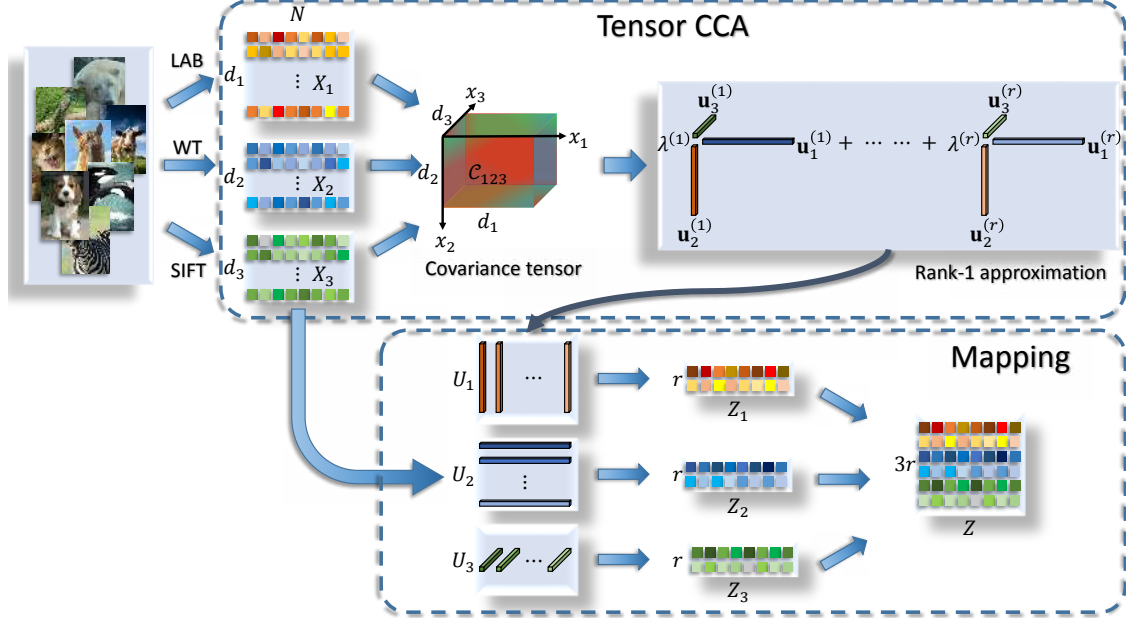 Tensor CCA
N
LAB
d₁
⋮ X₁
WT
d₂
⋮ X₂
SIFT
d₃
⋮ X₃
x₃
d₃
x₁
d₂
𝒞₁₂₃
d₁
x₂
Covariance tensor
λ⁽¹⁾
𝐮₃⁽¹⁾
𝐮₁⁽¹⁾
𝐮₂⁽¹⁾
+ ⋯ ⋯ +
λ⁽ʳ⁾
𝐮₃⁽ʳ⁾
𝐮₁⁽ʳ⁾
𝐮₂⁽ʳ⁾
Rank-1 approximation
Mapping
U₁
⋯
r
Z₁
U₂
⋮
r
Z₂
U₃
⋯
r
Z₃
3r
Z